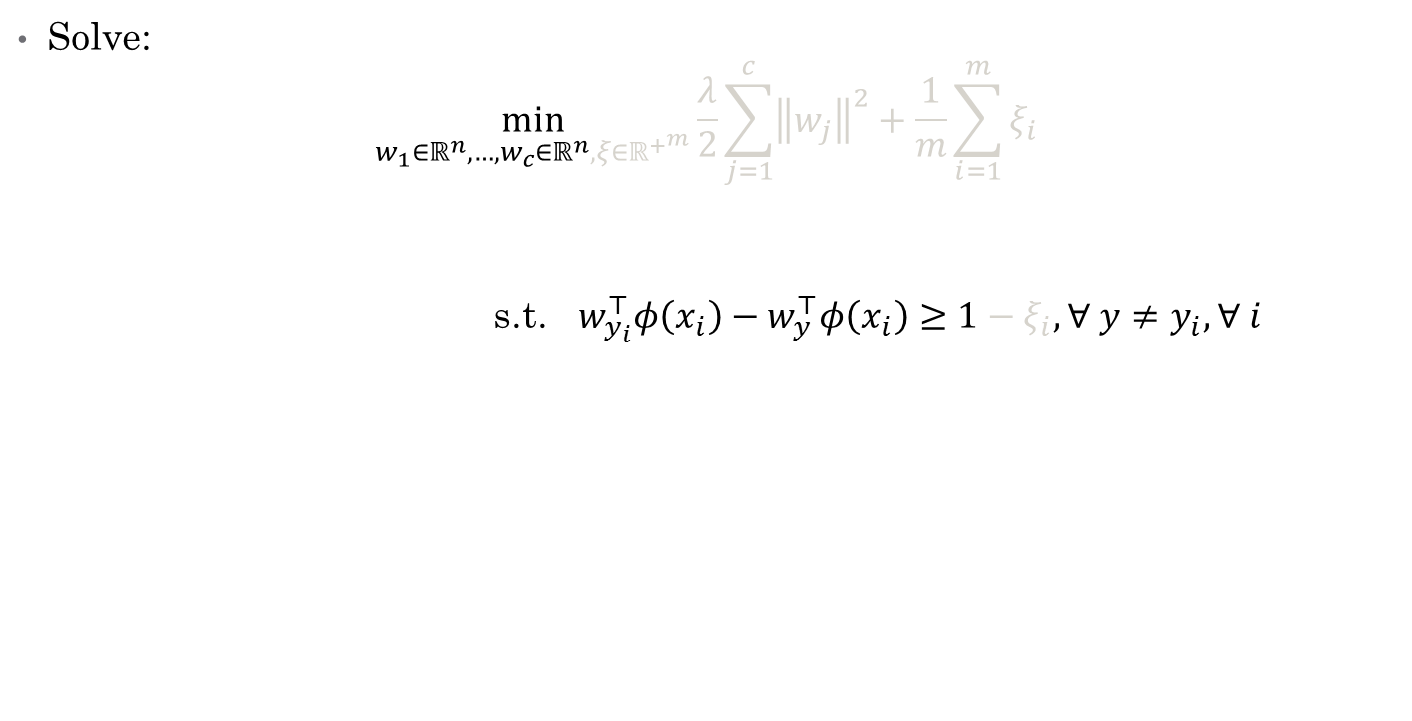 • Solve:
min_{w_1∈ℝ^n,…,w_c∈ℝ^n,ξ∈ℝ^{+m}} λ/2 ∑_{j=1}^{c} ‖w_j‖^2 + 1/m ∑_{i=1}^{m} ξ_i
s.t. w_{y_i}^⊤ϕ(x_i) − w_y^⊤ϕ(x_i) ≥ 1 − ξ_i, ∀ y ≠ y_i, ∀ i